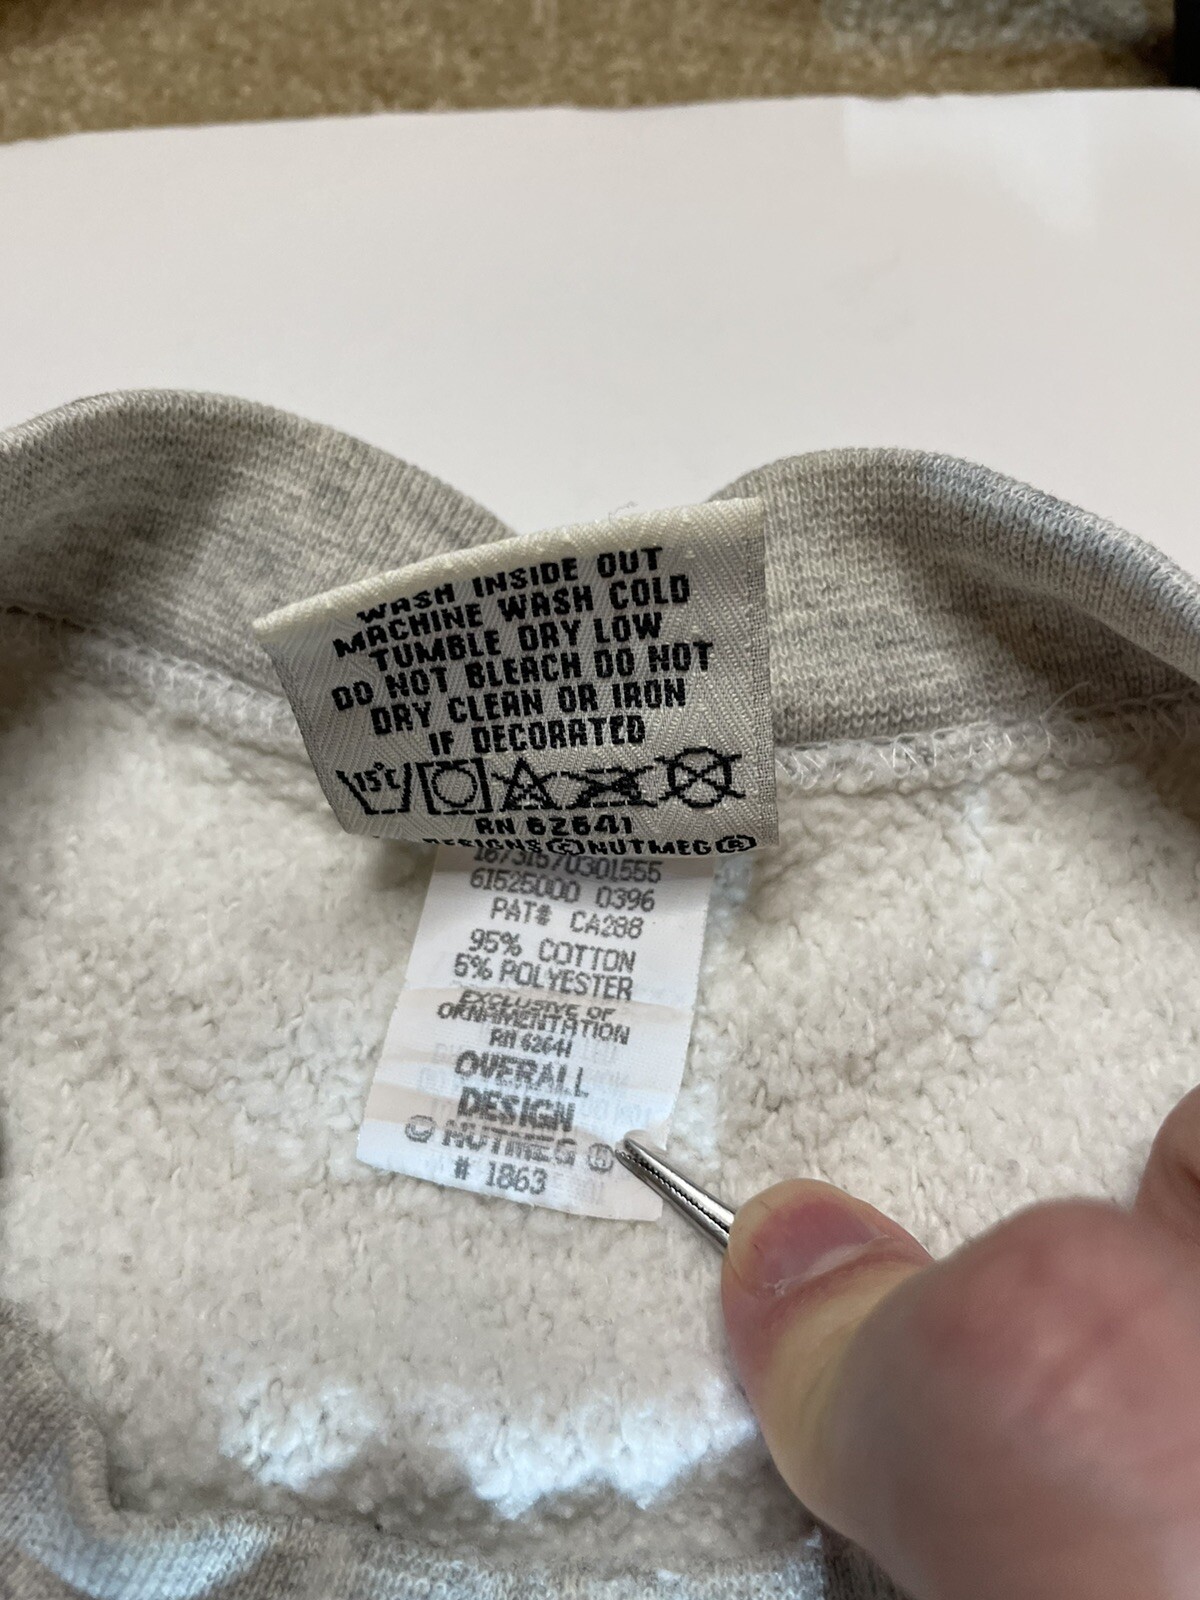 WASH INSIDE OUT
MACHINE WASH COLD
TUMBLE DRY LOW
DO NOT BLEACH DO NOT
DRY CLEAN OR IRON
IF DECORATED
15°C
RN 62641
DESIGNS © NUTMEG ®
16731570301555
61525000 0396
PAT# CA288
95% COTTON
5% POLYESTER
EXCLUSIVE OF
ORNAMENTATION
RN 62641
OVERALL
DESIGN
© NUTMEG ®
# 1863